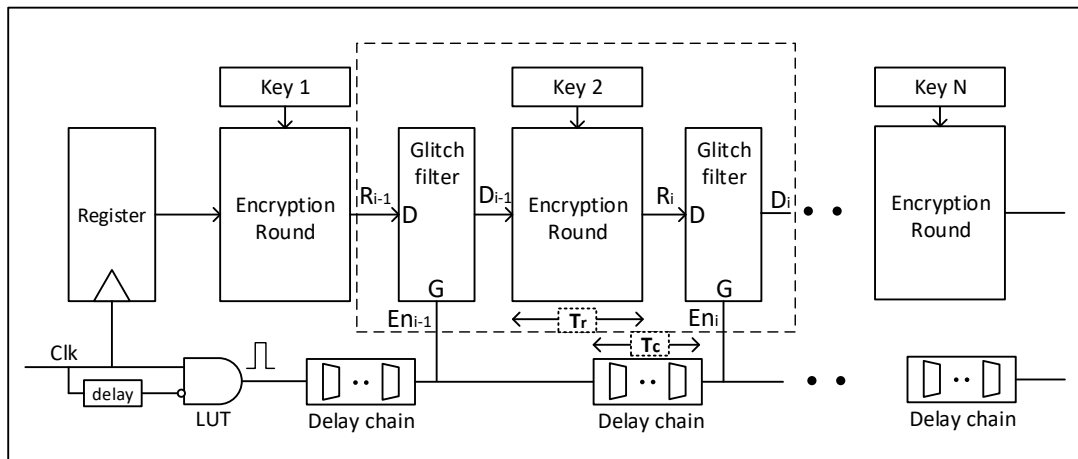 Key 1
Key 2
Key N
Register
Encryption
Round
Ri-1
Glitch
filter
D
G
Di-1
Encryption
Round
Ri
Glitch
filter
D
G
Di
• •
Encryption
Round
Eni-1
Tr
Eni
Tc
Clk
delay
LUT
Delay chain
Delay chain
• •
Delay chain